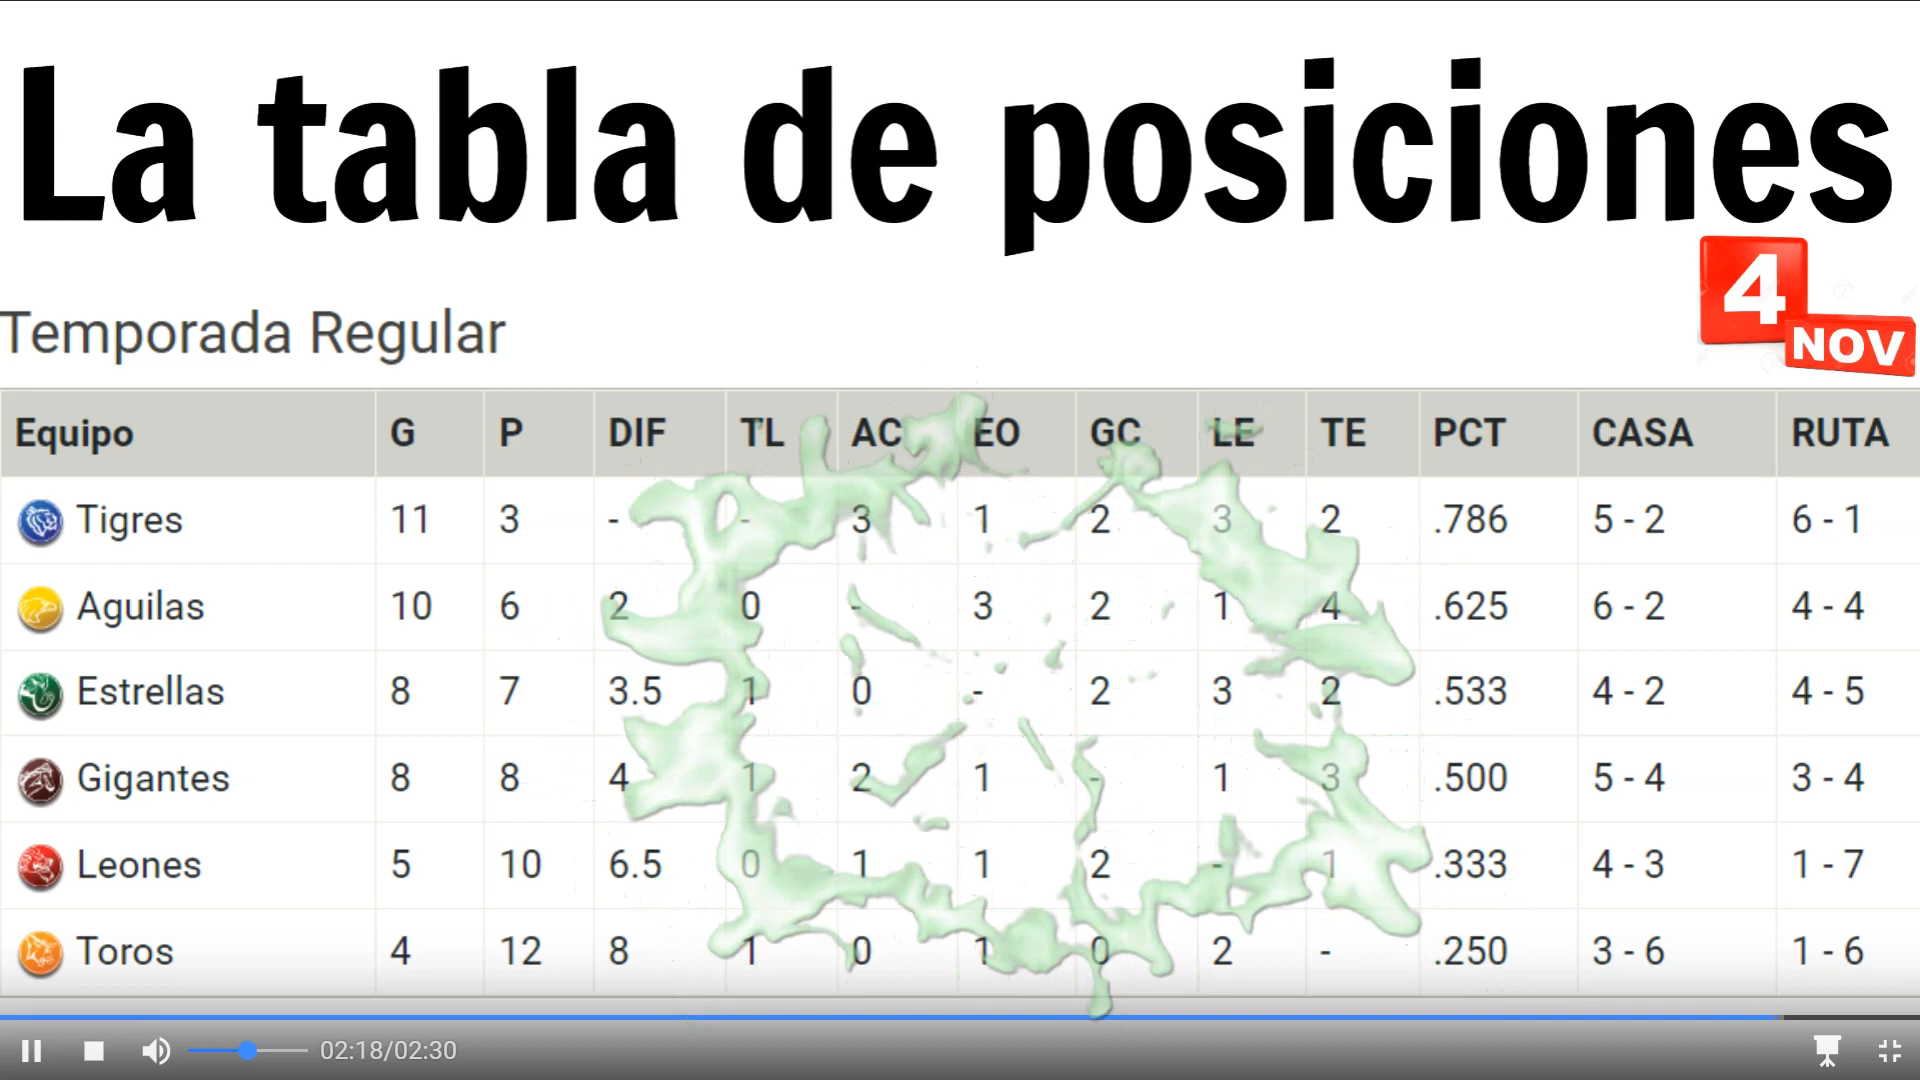 La tabla de posiciones
4
NOV
Temporada Regular
Equipo G P DIF TL AC EO GC LE TE PCT CASA RUTA
Tigres 11 3 - - 3 1 2 3 2 .786 5 - 2 6 - 1
Aguilas 10 6 2 0 - 3 2 1 4 .625 6 - 2 4 - 4
Estrellas 8 7 3.5 1 0 - 2 3 2 .533 4 - 2 4 - 5
Gigantes 8 8 4 1 2 1 - 1 3 .500 5 - 4 3 - 4
Leones 5 10 6.5 0 1 1 2 - 1 .333 4 - 3 1 - 7
Toros 4 12 8 1 0 1 0 2 - .250 3 - 6 1 - 6
02:18/02:30